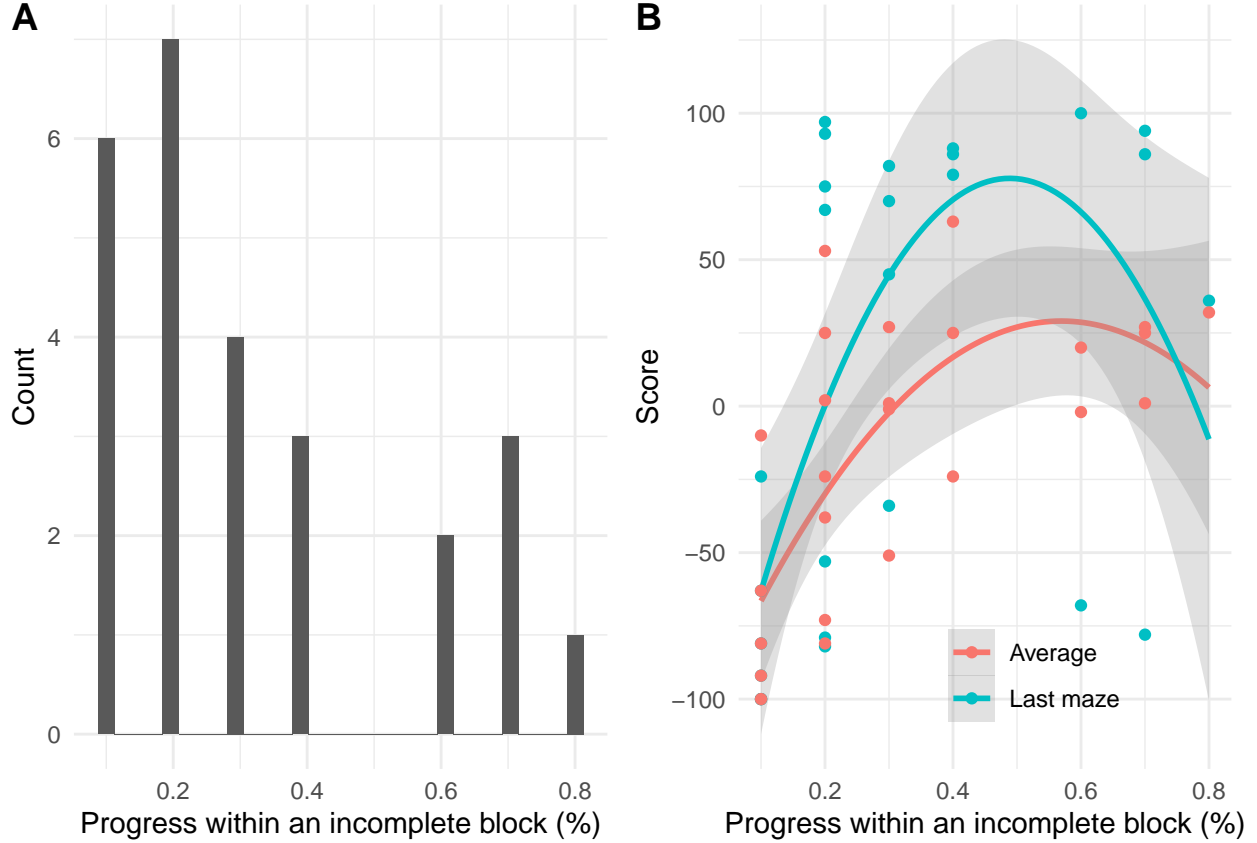 A
6
4
2
0
Count
0.2
0.4
0.6
0.8
Progress within an incomplete block (%)
B
100
50
0
−50
−100
Score
Average
Last maze
0.2
0.4
0.6
0.8
Progress within an incomplete block (%)